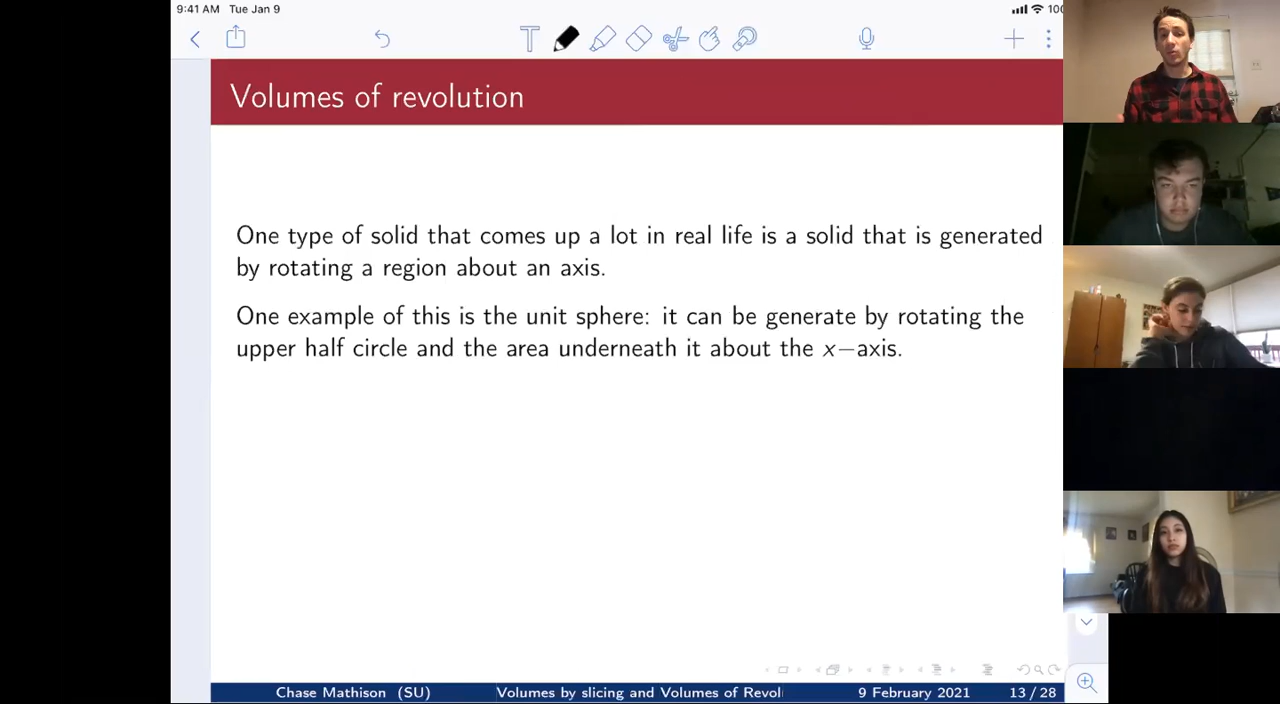 9:41 AM Tue Jan 9
100
T
Volumes of revolution
One type of solid that comes up a lot in real life is a solid that is generated
by rotating a region about an axis.
One example of this is the unit sphere: it can be generate by rotating the
upper half circle and the area underneath it about the x−axis.
Chase Mathison (SU) Volumes by slicing and Volumes of Revol 9 February 2021 13 / 28